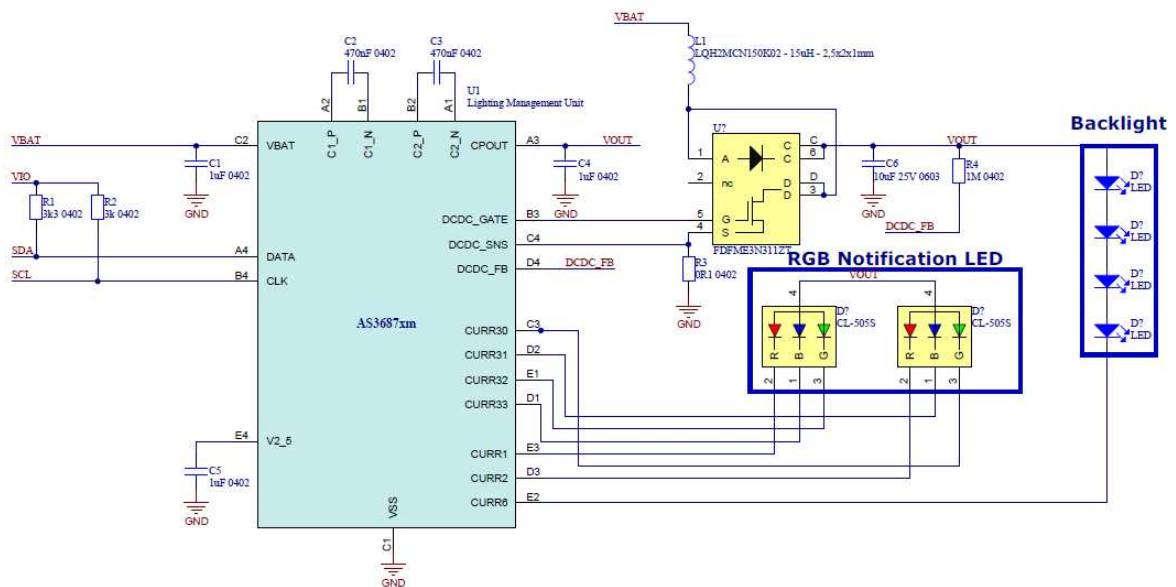 VBAT
L1
LQH2MCN150K02 - 15uH - 2,5x2x1mm
C2
470nF 0402
C3
470nF 0402
A2
B1
B2
A1
U1
Lighting Management Unit
C1_P
C1_N
C2_P
C2_N
VBAT
C2
VBAT
CPOUT
A3
VOUT
C1
1uF 0402
GND
C4
1uF 0402
GND
U?
1
A
C
C
6
2
nc
D
D
3
5
G
4
S
FDFME3N311ZT
VOUT
C6
10uF 25V 0603
GND
R4
1M 0402
DCDC_FB
Backlight
D?
LED
D?
LED
D?
LED
D?
LED
VIO
R1
3k3 0402
R2
3k 0402
SDA
A4
DATA
SCL
B4
CLK
DCDC_GATE
B3
DCDC_SNS
C4
DCDC_FB
D4
DCDC_FB
R3
0R1 0402
GND
RGB Notification LED
VOUT
4
4
D?
CL-505S
D?
CL-505S
R
B
G
R
B
G
2
1
3
2
1
3
AS3687xm
CURR30
C3
CURR31
D2
CURR32
E1
CURR33
D1
CURR1
E3
CURR2
D3
CURR6
E2
E4
V2_5
C5
1uF 0402
GND
VSS
C1
GND